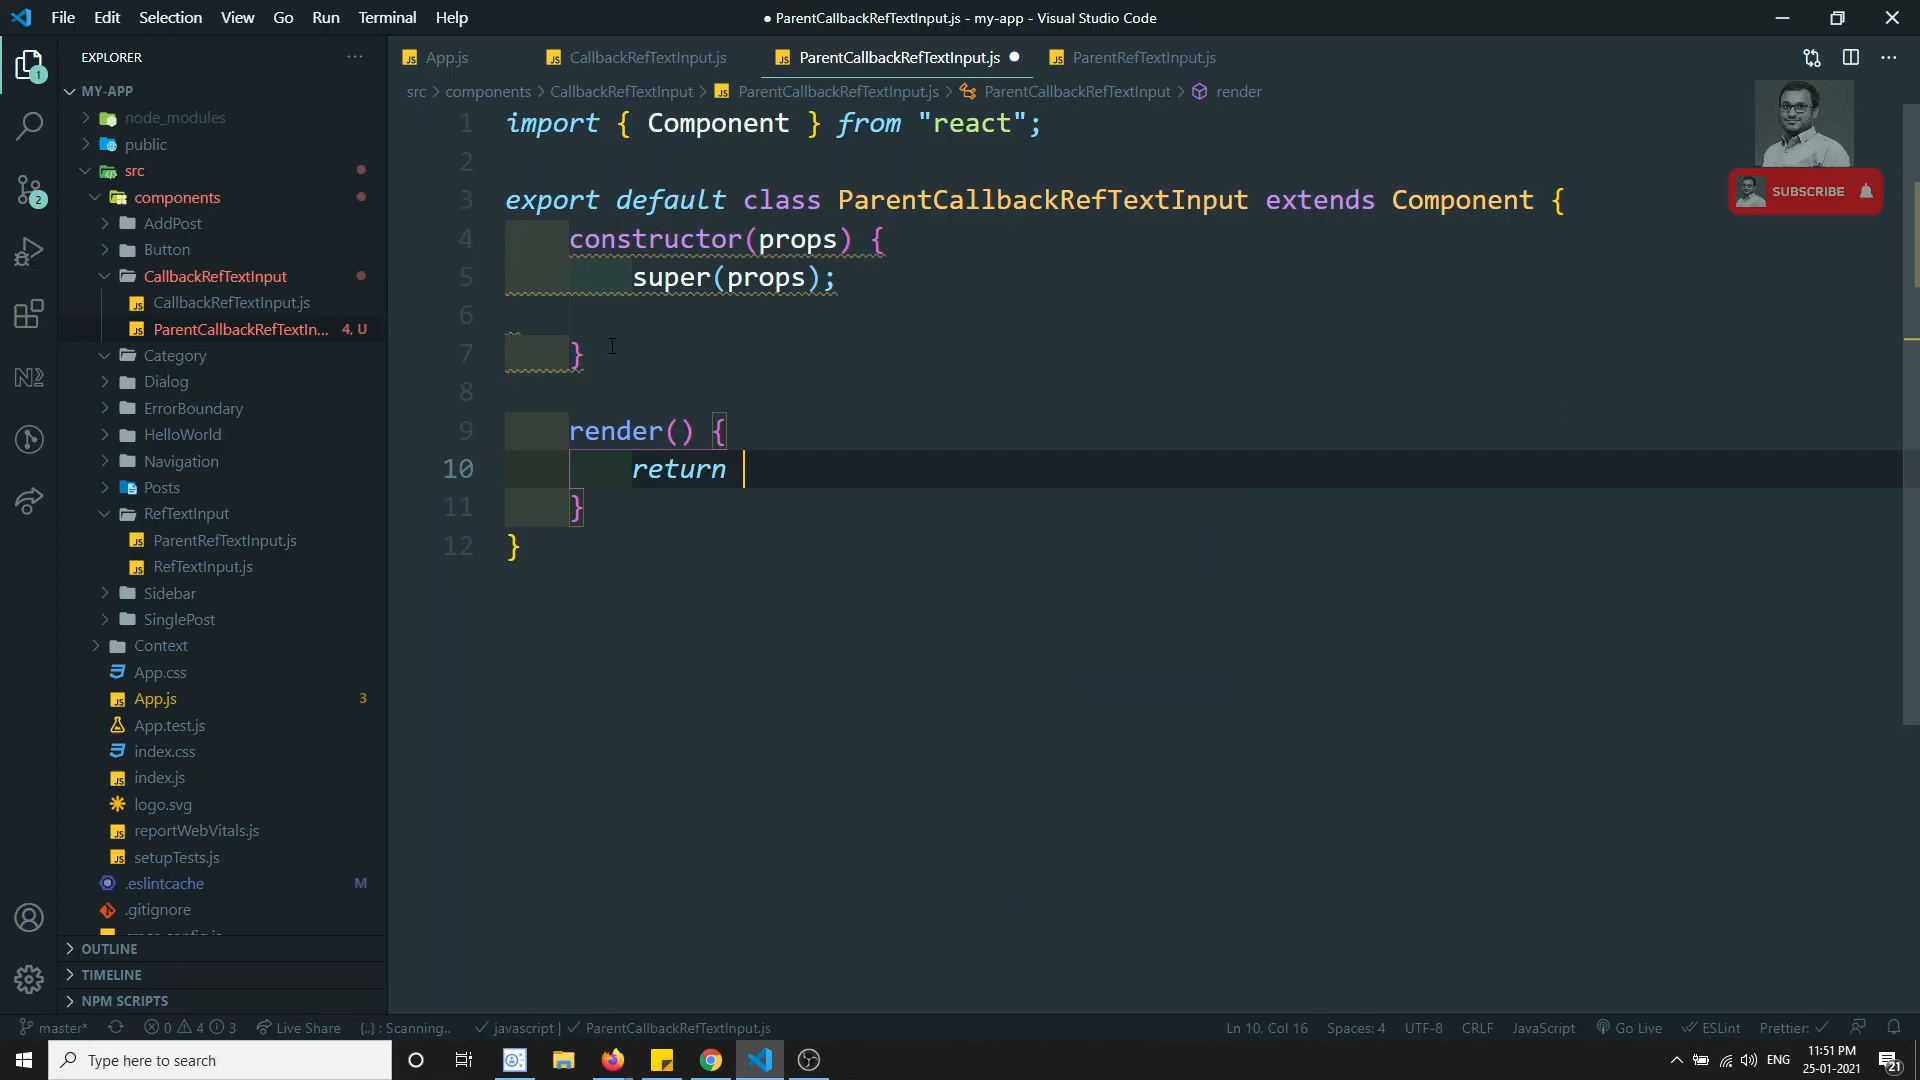 File Edit Selection View Go Run Terminal Help
● ParentCallbackRefTextInput.js - my-app - Visual Studio Code
EXPLORER
App.js CallbackRefTextInput.js ParentCallbackRefTextInput.js ParentRefTextInput.js
src > components > CallbackRefTextInput > ParentCallbackRefTextInput.js > ParentCallbackRefTextInput > render
MY-APP
node_modules
public
src
components
AddPost
Button
CallbackRefTextInput
CallbackRefTextInput.js
ParentCallbackRefTextIn... 4, U
Category
Dialog
ErrorBoundary
HelloWorld
Navigation
Posts
RefTextInput
ParentRefTextInput.js
RefTextInput.js
Sidebar
SinglePost
Context
App.css
App.js 3
App.test.js
index.css
index.js
logo.svg
reportWebVitals.js
setupTests.js
.eslintcache M
.gitignore
OUTLINE
TIMELINE
NPM SCRIPTS
1 import { Component } from "react";
2
3 export default class ParentCallbackRefTextInput extends Component {
4 constructor(props) {
5 super(props);
6
7 }
8
9 render() {
10 return
11 }
12 }
SUBSCRIBE
1
2
master* 0 4 3 Live Share {..} : Scanning.. javascript | ParentCallbackRefTextInput.js
Ln 10, Col 16 Spaces: 4 UTF-8 CRLF JavaScript Go Live ESLint Prettier:
Type here to search
ENG 11:51 PM
25-01-2021
21